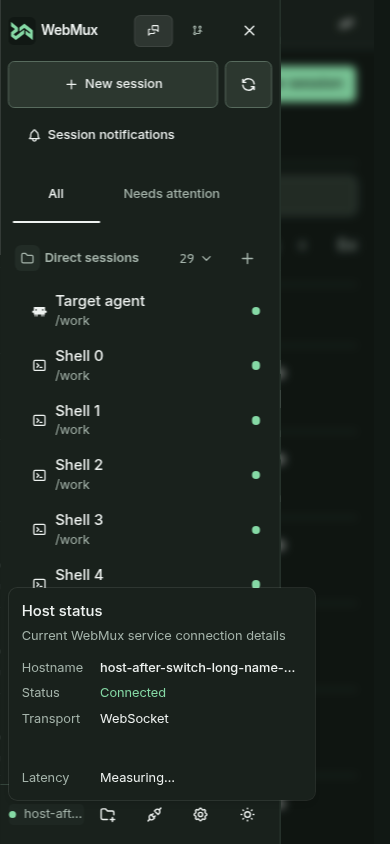 WebMux
New session
Session notifications
All
Needs attention
Direct sessions
29
Target agent
/work
Shell 0
/work
Shell 1
/work
Shell 2
/work
Shell 3
/work
Shell 4
Host status
Current WebMux service connection details
Hostname host-after-switch-long-name-...
Status Connected
Transport WebSocket
Latency Measuring...
host-aft...